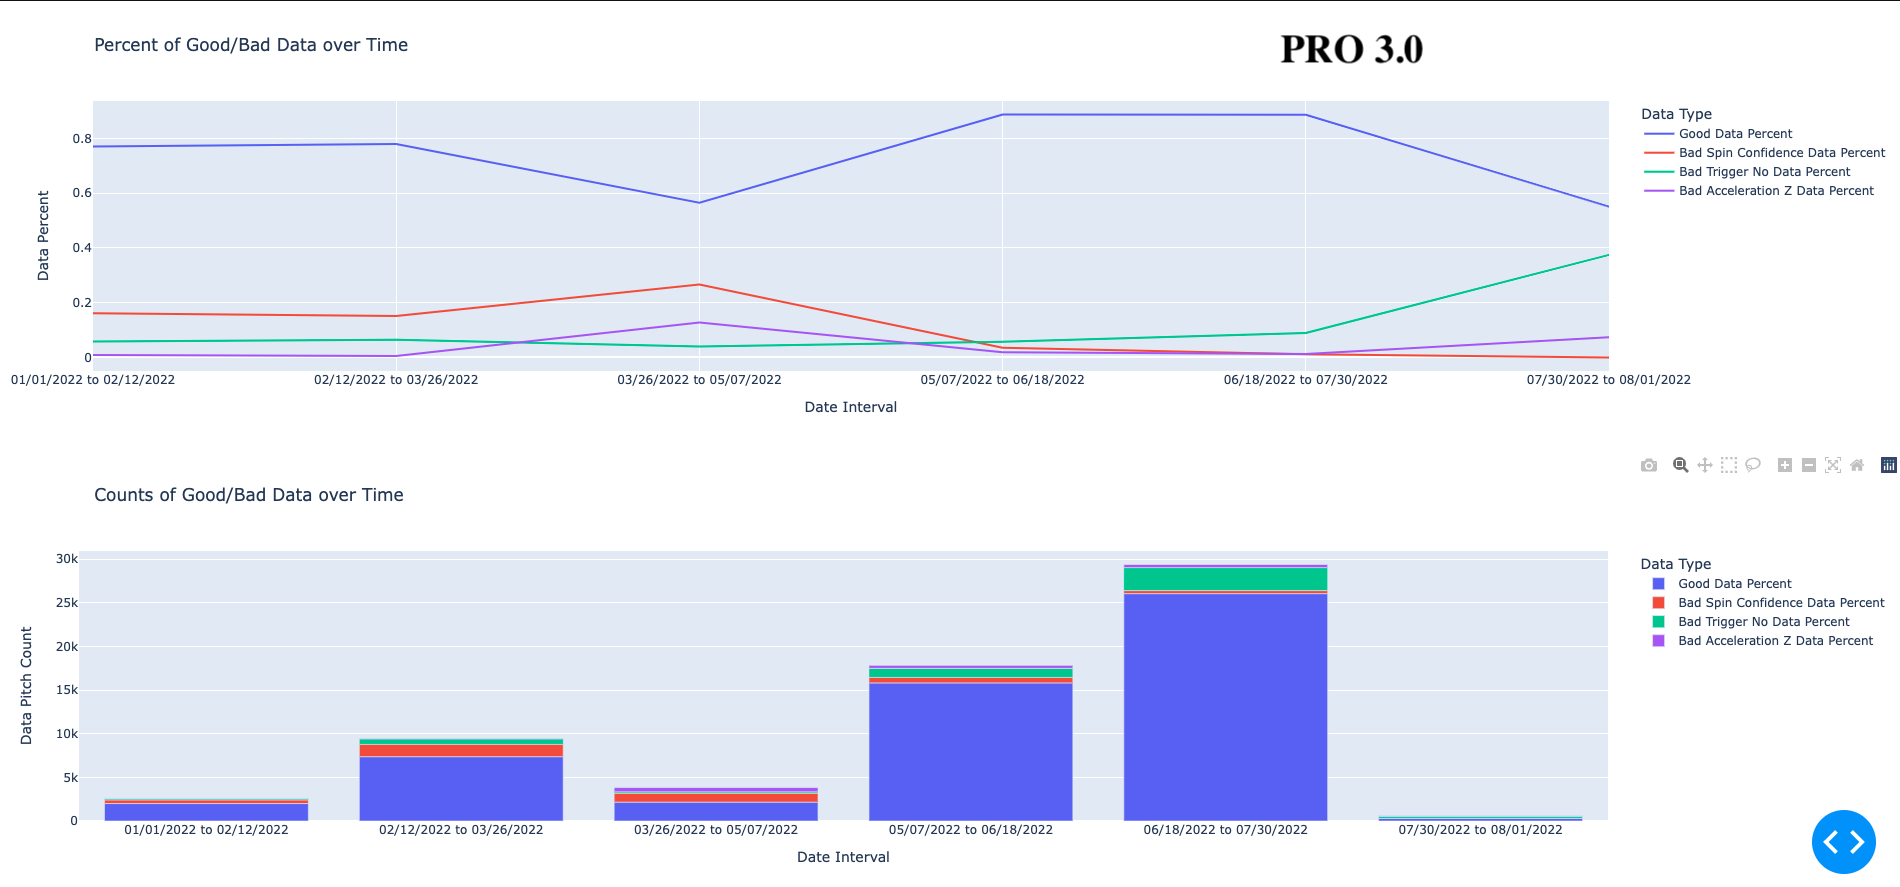 Percent of Good/Bad Data over Time
PRO 3.0
Data Percent
0.8
0.6
0.4
0.2
0
01/01/2022 to 02/12/2022
02/12/2022 to 03/26/2022
03/26/2022 to 05/07/2022
05/07/2022 to 06/18/2022
06/18/2022 to 07/30/2022
07/30/2022 to 08/01/2022
Date Interval
Data Type
Good Data Percent
Bad Spin Confidence Data Percent
Bad Trigger No Data Percent
Bad Acceleration Z Data Percent
Counts of Good/Bad Data over Time
Data Pitch Count
30k
25k
20k
15k
10k
5k
0
01/01/2022 to 02/12/2022
02/12/2022 to 03/26/2022
03/26/2022 to 05/07/2022
05/07/2022 to 06/18/2022
06/18/2022 to 07/30/2022
07/30/2022 to 08/01/2022
Date Interval
Data Type
Good Data Percent
Bad Spin Confidence Data Percent
Bad Trigger No Data Percent
Bad Acceleration Z Data Percent